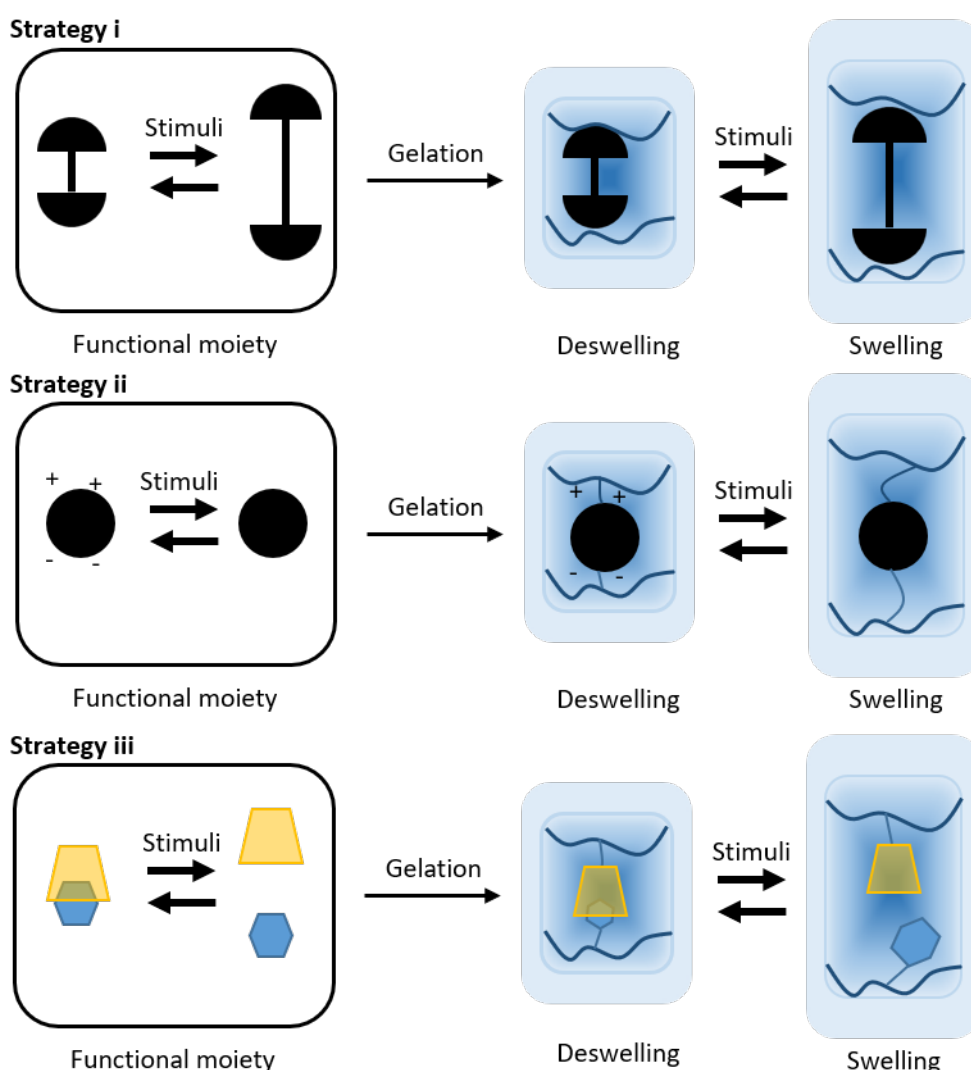 Strategy i
Stimuli
Gelation
Stimuli
Functional moiety
Deswelling
Swelling
Strategy ii
+ +
- -
Stimuli
Gelation
+ +
- -
Stimuli
Functional moiety
Deswelling
Swelling
Strategy iii
Stimuli
Gelation
Stimuli
Functional moiety
Deswelling
Swelling